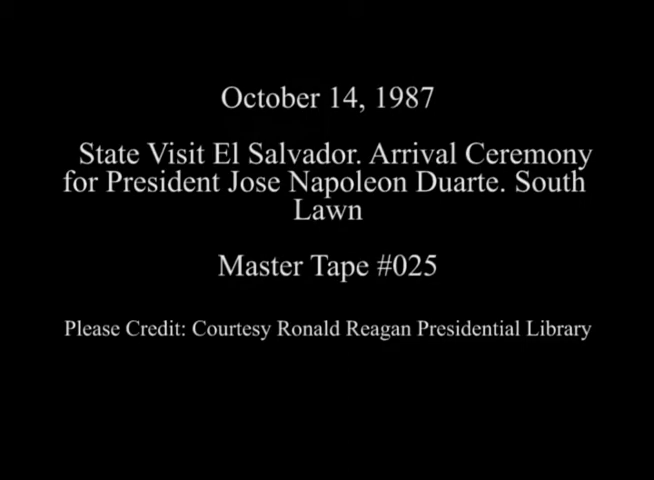 October 14, 1987
State Visit El Salvador. Arrival Ceremony
for President Jose Napoleon Duarte. South
Lawn
Master Tape #025
Please Credit: Courtesy Ronald Reagan Presidential Library